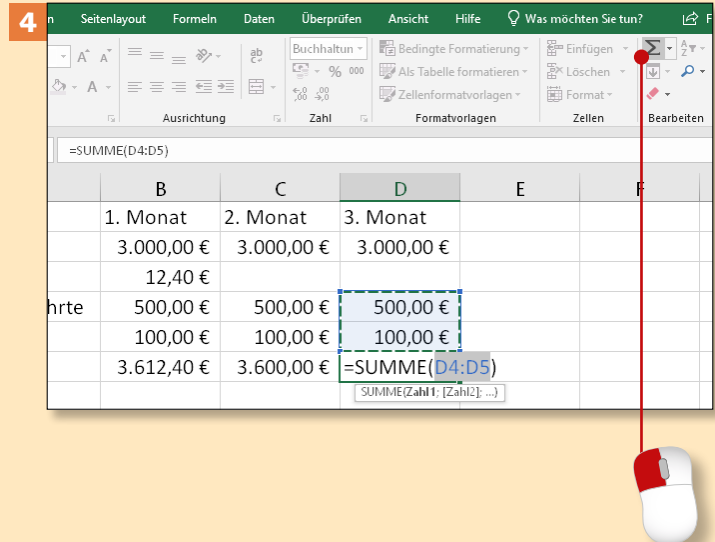 4
n Seitenlayout Formeln Daten Überprüfen Ansicht Hilfe Was möchten Sie tun? F
A A ab Buchhaltun Bedingte Formatierung Einfügen Σ A Z
A % 000 Als Tabelle formatieren Löschen
,00 ,00 Zellenformatvorlagen Format
Ausrichtung Zahl Formatvorlagen Zellen Bearbeiten
=SUMME(D4:D5)
B C D E F
1. Monat 2. Monat 3. Monat
3.000,00 € 3.000,00 € 3.000,00 €
12,40 €
hrte 500,00 € 500,00 € 500,00 €
100,00 € 100,00 € 100,00 €
3.612,40 € 3.600,00 € =SUMME(D4:D5)
SUMME(Zahl1; [Zahl2]; ...)